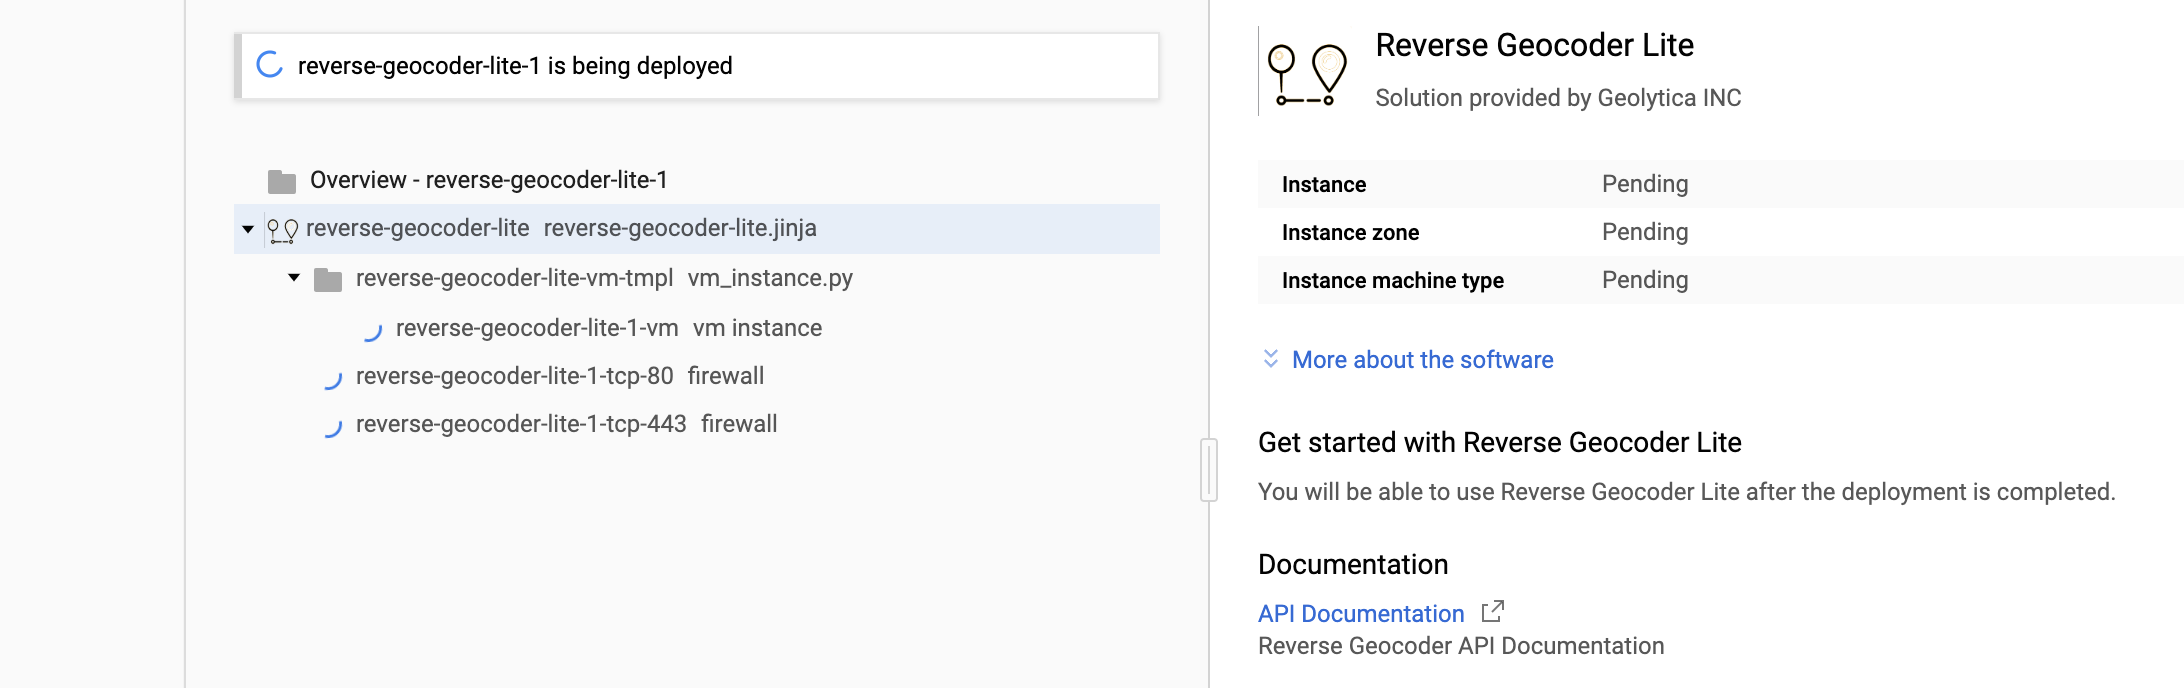 reverse-geocoder-lite-1 is being deployed
Overview - reverse-geocoder-lite-1
reverse-geocoder-lite reverse-geocoder-lite.jinja
reverse-geocoder-lite-vm-tmpl vm_instance.py
reverse-geocoder-lite-1-vm vm instance
reverse-geocoder-lite-1-tcp-80 firewall
reverse-geocoder-lite-1-tcp-443 firewall
Reverse Geocoder Lite
Solution provided by Geolytica INC
Instance Pending
Instance zone Pending
Instance machine type Pending
More about the software
Get started with Reverse Geocoder Lite
You will be able to use Reverse Geocoder Lite after the deployment is completed.
Documentation
API Documentation
Reverse Geocoder API Documentation